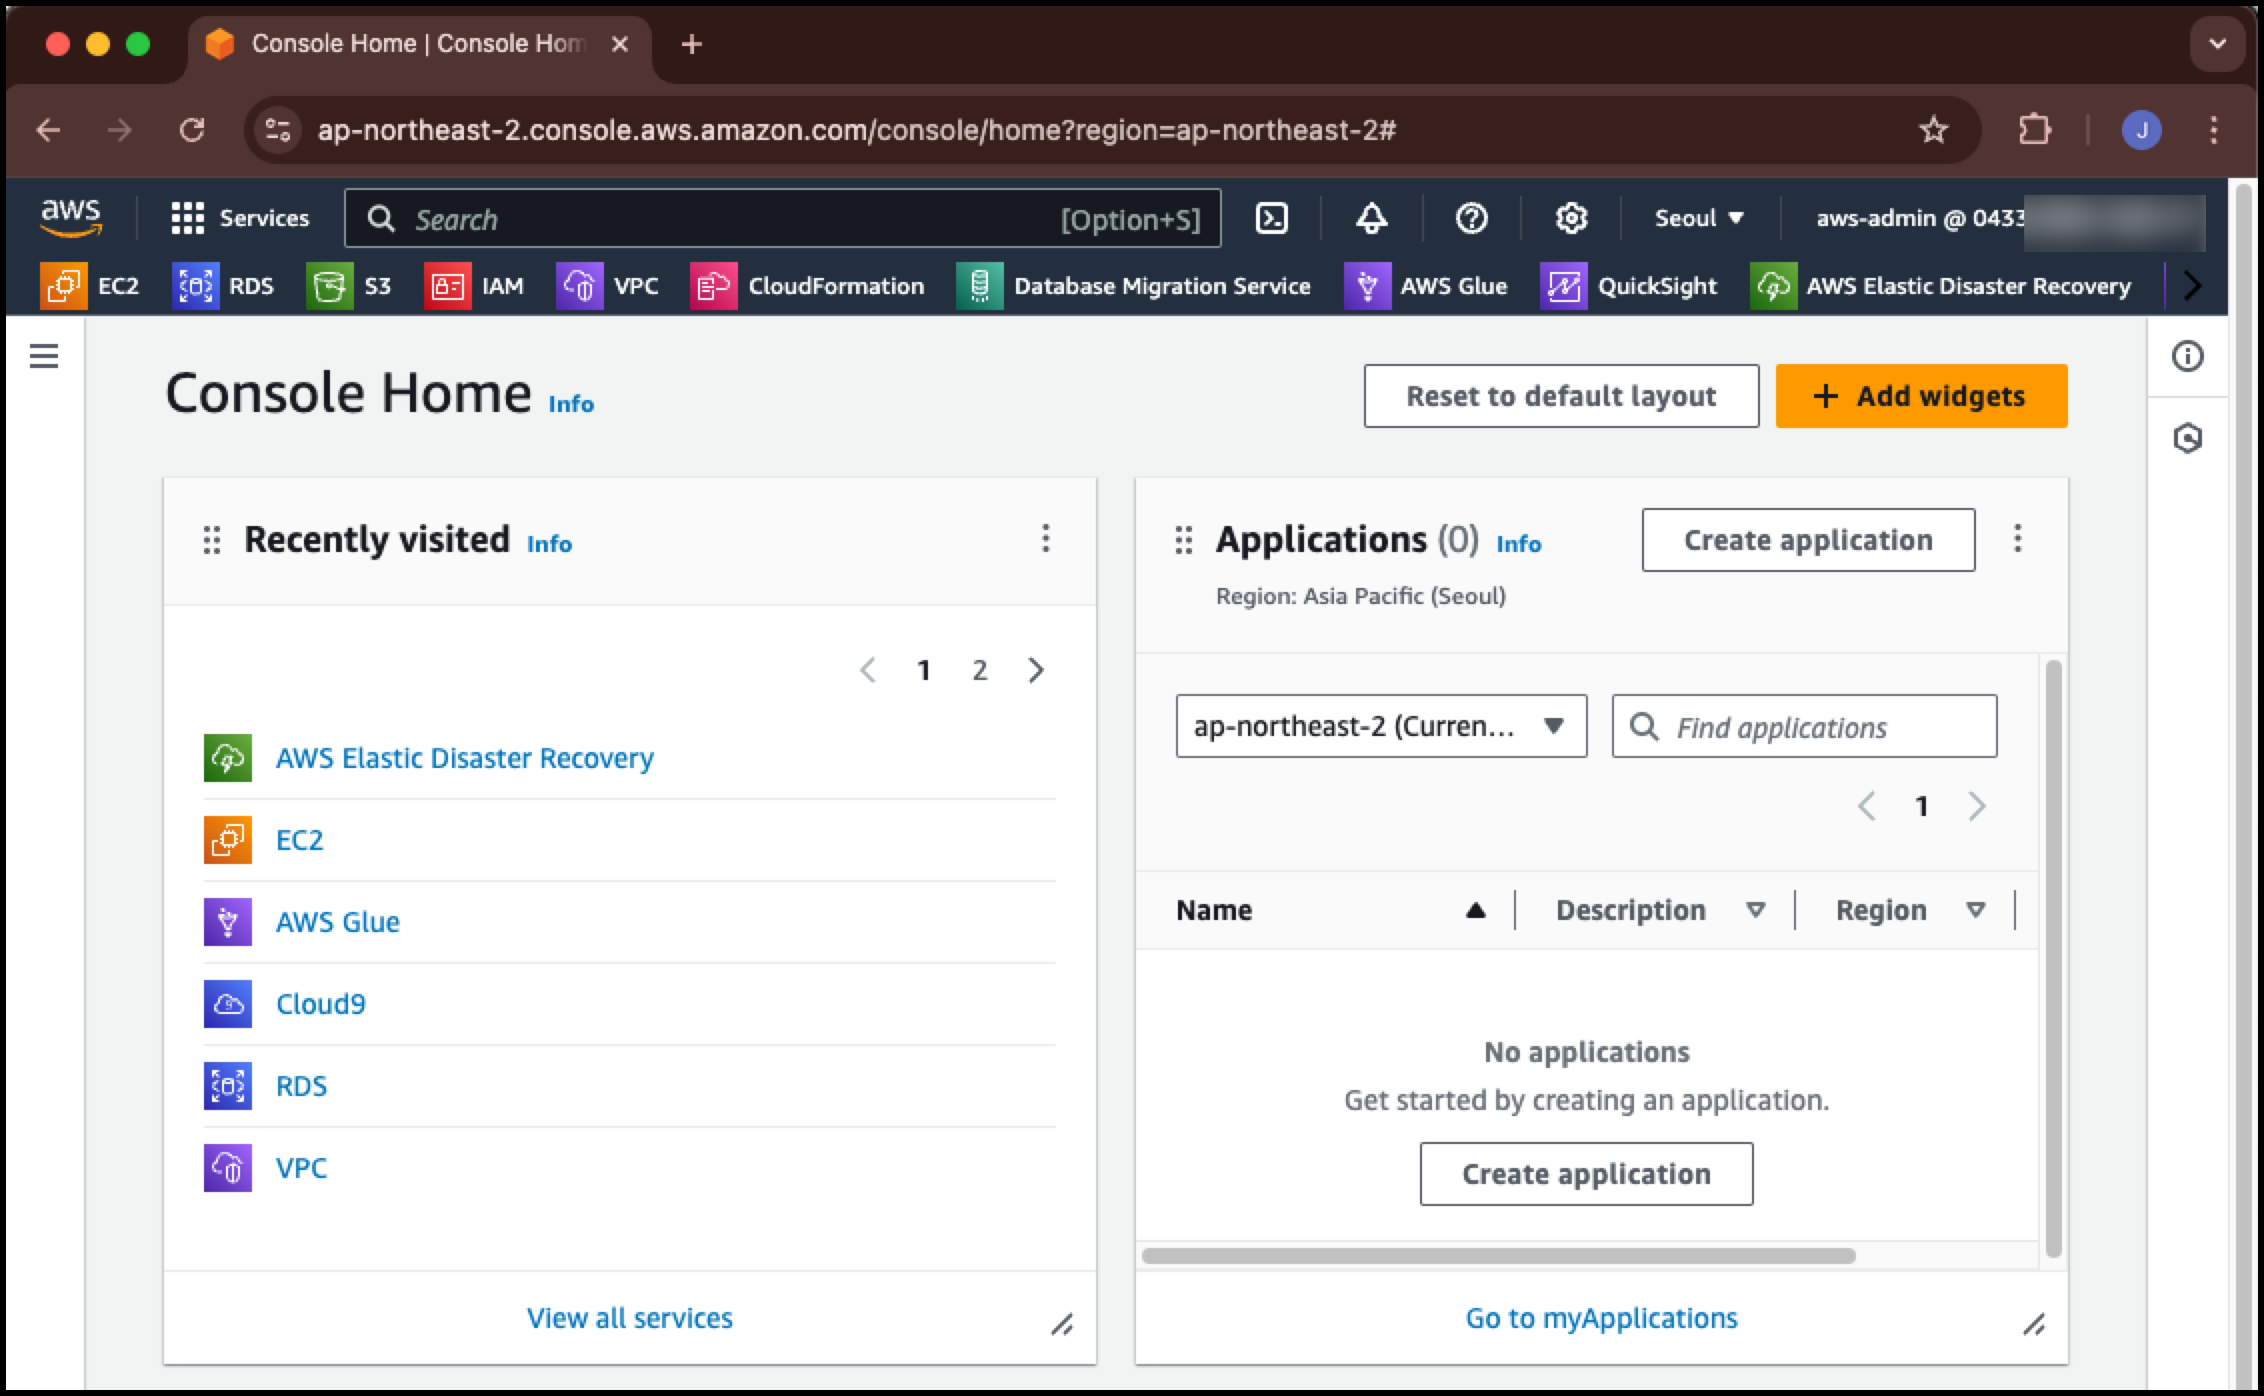 Console Home | Console Hom
ap-northeast-2.console.aws.amazon.com/console/home?region=ap-northeast-2#
J
aws
Services
Search
[Option+S]
Seoul
aws-admin @ 0433
EC2
RDS
S3
IAM
VPC
CloudFormation
Database Migration Service
AWS Glue
QuickSight
AWS Elastic Disaster Recovery
Console Home Info
Reset to default layout
+ Add widgets
Recently visited Info
1 2
AWS Elastic Disaster Recovery
EC2
AWS Glue
Cloud9
RDS
VPC
View all services
Applications (0) Info
Create application
Region: Asia Pacific (Seoul)
ap-northeast-2 (Curren...
Find applications
1
Name
Description
Region
No applications
Get started by creating an application.
Create application
Go to myApplications